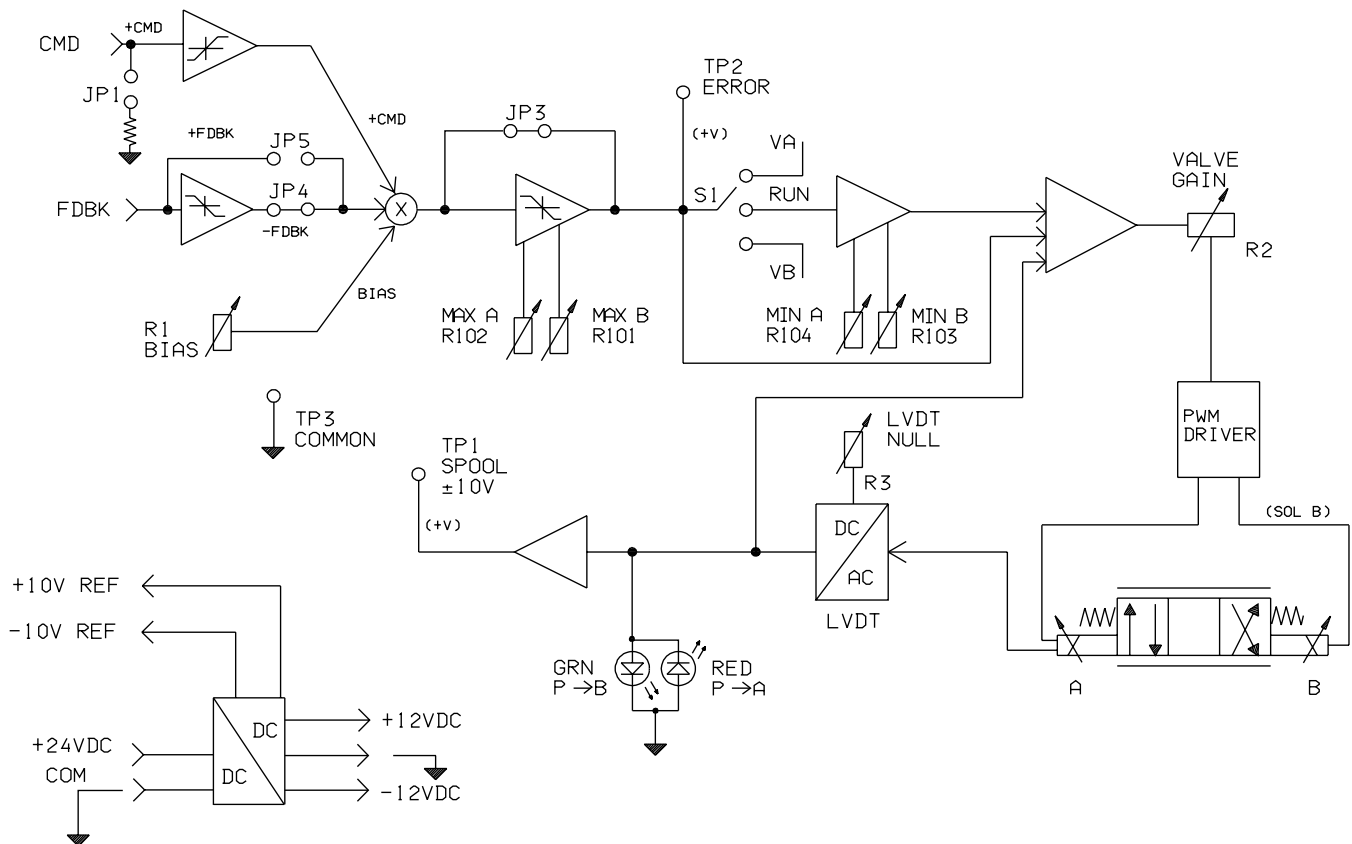 +CMD
CMD
JP1
+CMD
+FDBK
JP5
JP4
-FDBK
FDBK
X
BIAS
R1
BIAS
JP3
MAX A
R102
MAX B
R101
TP2
ERROR
(+V)
VA
S1
RUN
VB
MIN A
R104
MIN B
R103
VALVE
GAIN
R2
TP3
COMMON
TP1
SPOOL
±10V
(+V)
LVDT
NULL
R3
DC
AC
LVDT
PWM
DRIVER
(SOL B)
+10V REF
-10V REF
GRN
P →B
RED
P →A
A
B
DC
DC
+12VDC
+24VDC
COM
-12VDC